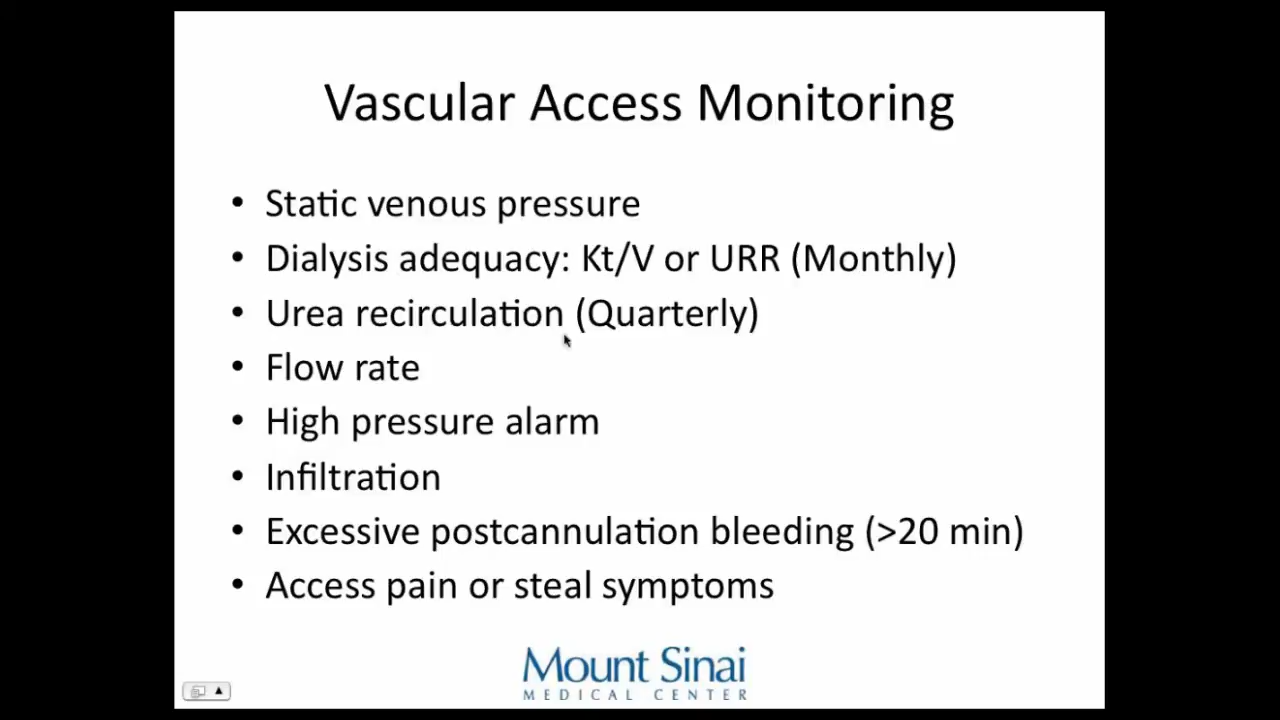 Vascular Access Monitoring
• Static venous pressure
• Dialysis adequacy: Kt/V or URR (Monthly)
• Urea recirculation (Quarterly)
• Flow rate
• High pressure alarm
• Infiltration
• Excessive postcannulation bleeding (>20 min)
• Access pain or steal symptoms
Mount Sinai
MEDICAL CENTER